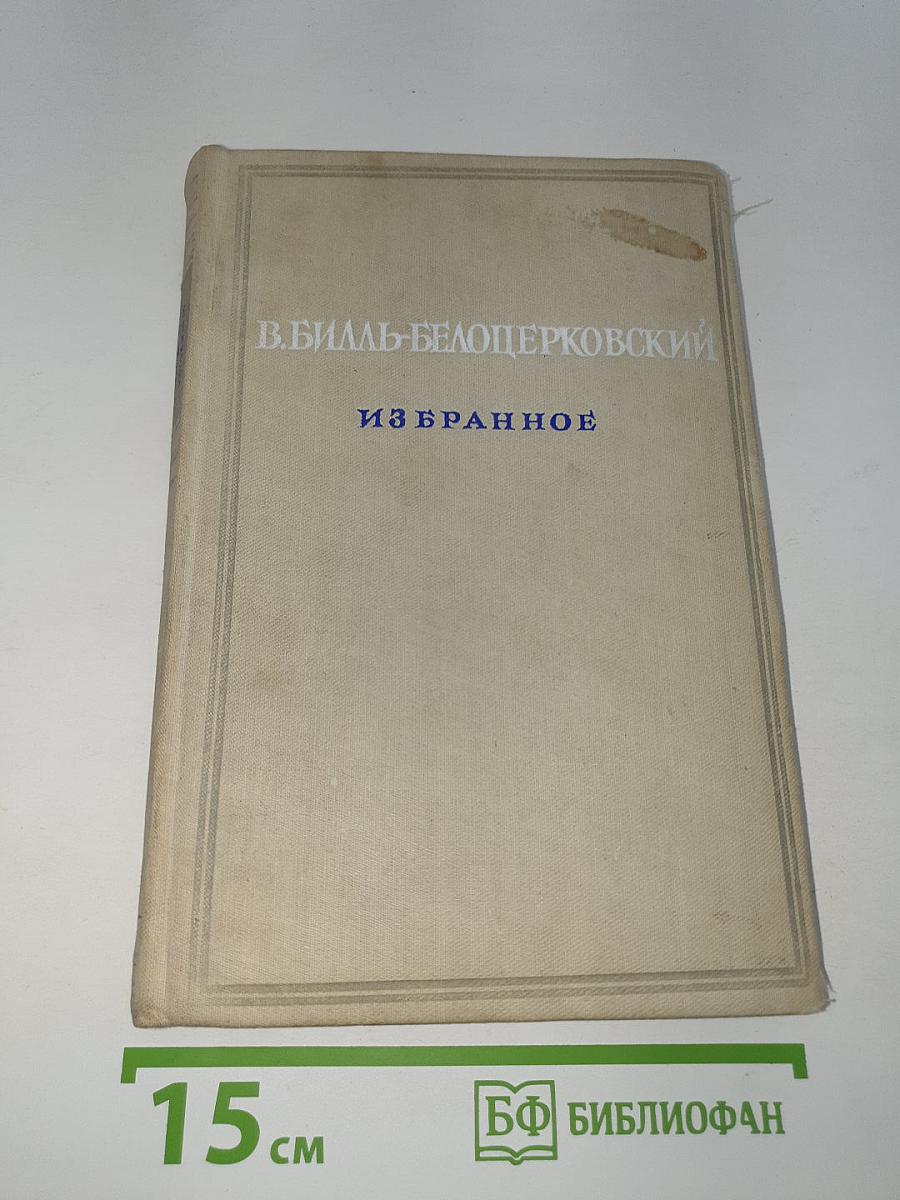 В. БИЛЛЬ-БЕЛОЦЕРКОВСКИЙ
ИЗБРАННОЕ
15 см
БФ БИБЛИОФАН